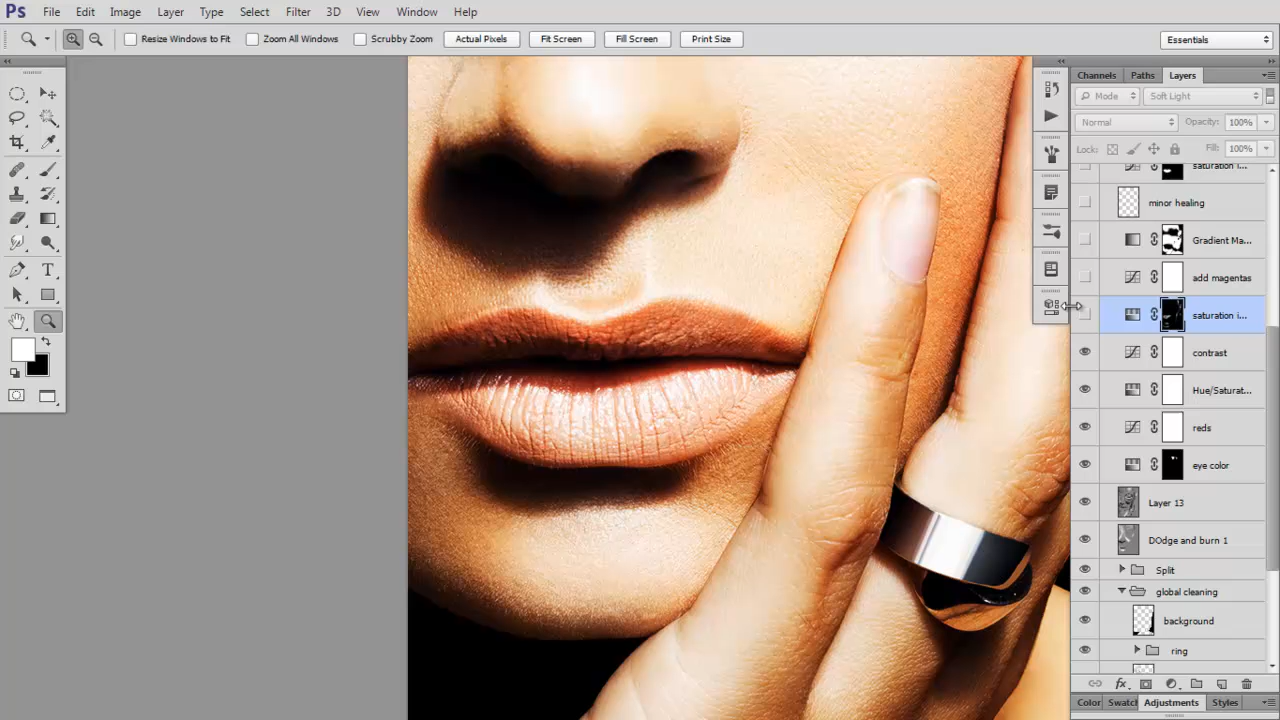 Ps File Edit Image Layer Type Select Filter 3D View Window Help
Resize Windows to Fit Zoom All Windows Scrubby Zoom Actual Pixels Fit Screen Fill Screen Print Size Essentials
Channels Paths Layers
Mode Soft Light
Normal Opacity: 100%
Lock: Fill: 100%
saturation i...
minor healing
Gradient Ma...
add magentas
saturation i...
contrast
Hue/Saturat...
reds
eye color
Layer 13
DOdge and burn 1
Split
global cleaning
background
ring
fx
Color Swatch Adjustments Styles